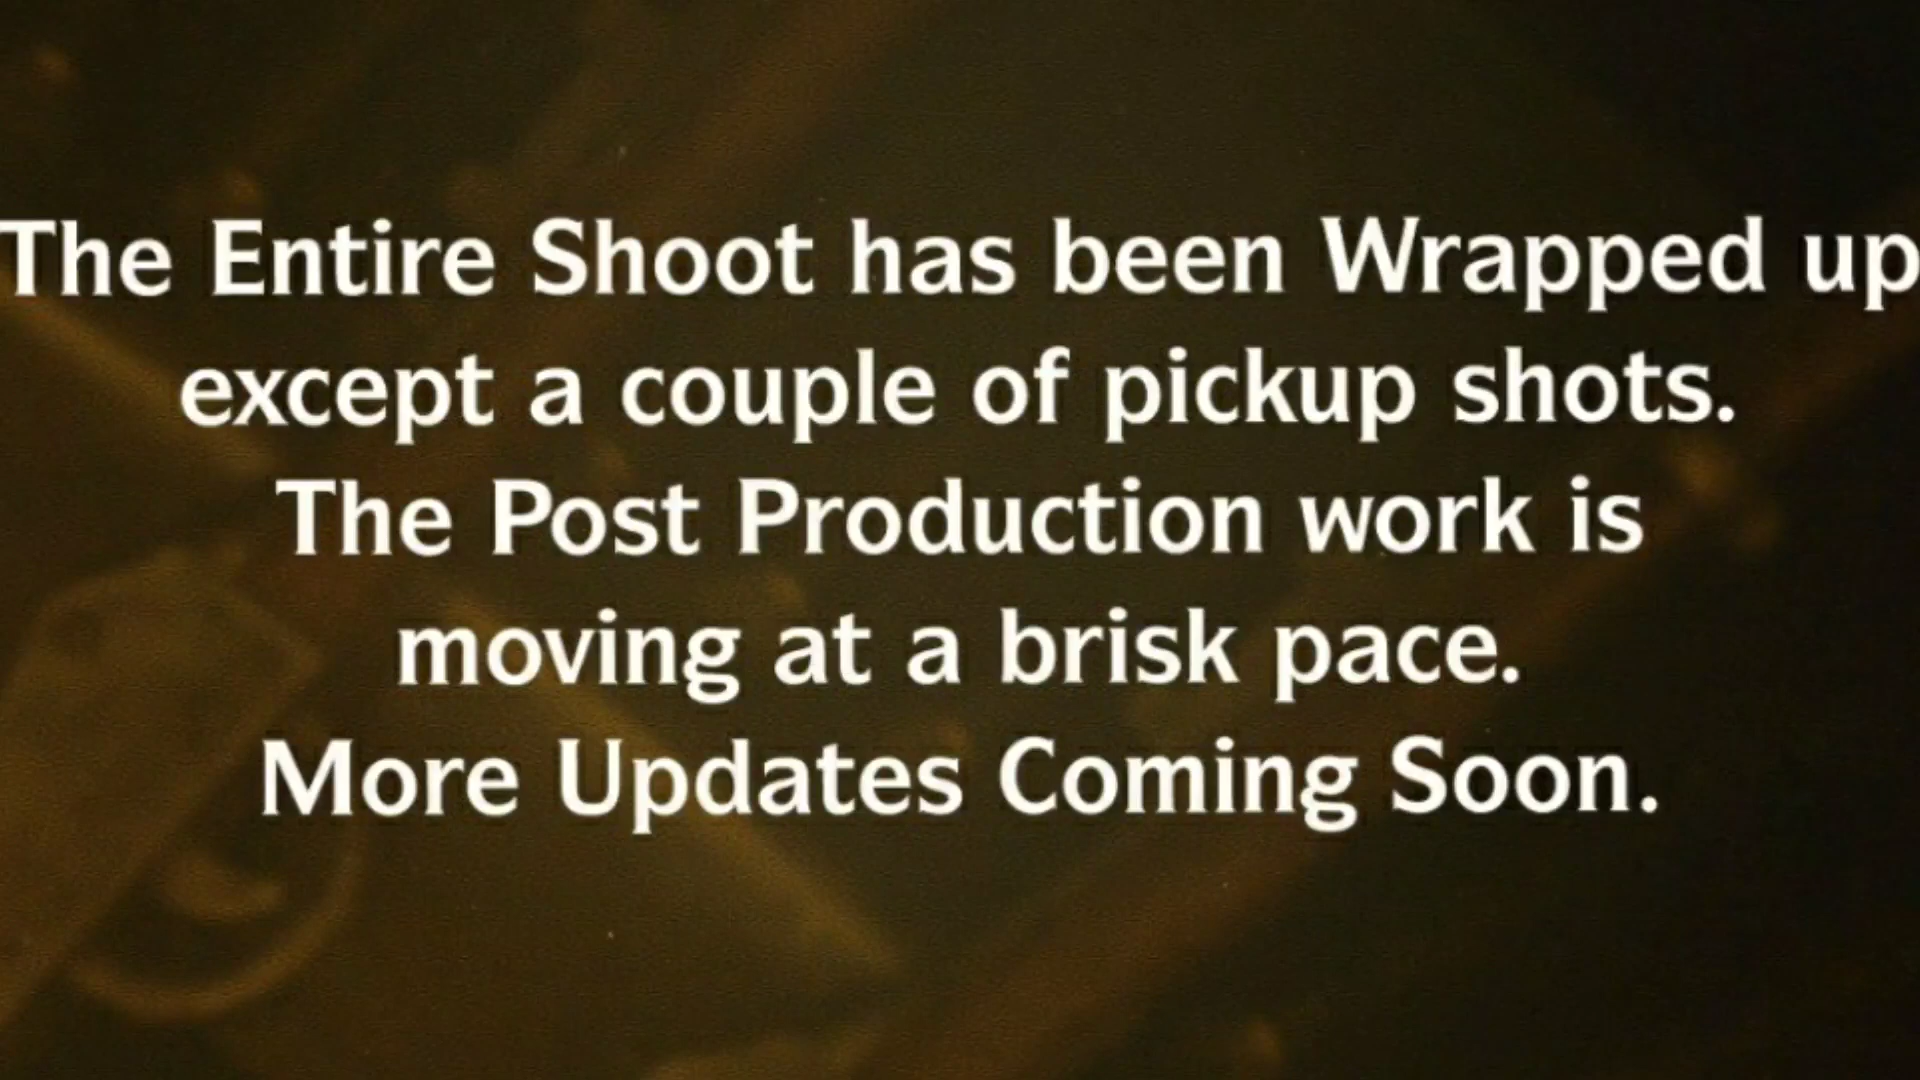 The Entire Shoot has been Wrapped up
except a couple of pickup shots.
The Post Production work is
moving at a brisk pace.
More Updates Coming Soon.